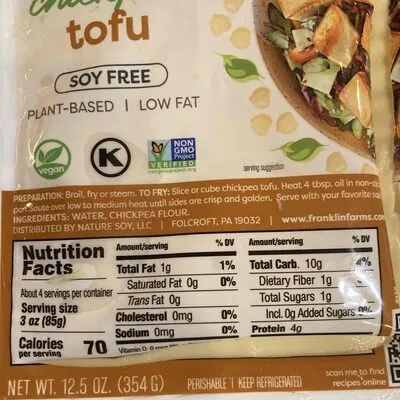 chickpea
tofu
SOY FREE
PLANT-BASED | LOW FAT
vegan
K
NON
GMO
Project
VERIFIED
nongmoproject.org
serving suggestion
PREPARATION: Broil, fry or steam. TO FRY: Slice or cube chickpea tofu. Heat 4 tbsp. oil in non-stick
pan. Saute over low to medium heat until sides are crisp and golden. Serve with your favorite
INGREDIENTS: WATER, CHICKPEA FLOUR.
DISTRIBUTED BY NATURE SOY, LLC | FOLCROFT, PA 19032 | www.franklinfarms.com
Nutrition
Facts
About 4 servings per container
Serving size
3 oz (85g)
Calories 70
per serving
Amount/serving % DV
Total Fat 1g 1%
Saturated Fat 0g 0%
Trans Fat 0g
Cholesterol 0mg 0%
Sodium 0mg 0%
Vitamin D
Amount/serving % DV
Total Carb. 10g 4%
Dietary Fiber 1g
Total Sugars 1g
Incl. 0g Added Sugars 0%
Protein 4g
NET WT. 12.5 OZ. (354 G)
PERISHABLE | KEEP REFRIGERATED
scan me to find
recipes online